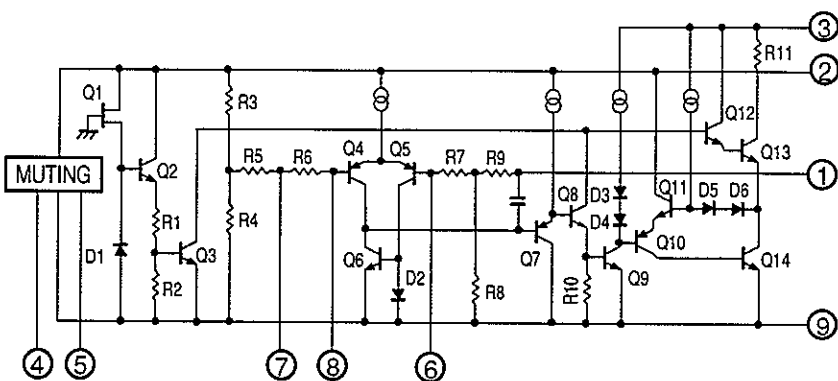 ③
R11
②
Q1
R3
Q12
Q13
Q4
Q5
R5
R6
R7
R9
①
Q2
MUTING
Q8
D3
Q11
D5
D6
R1
R4
D4
D1
Q3
Q6
Q7
Q10
Q14
Q9
R2
D2
R8
R10
⑨
④
⑤
⑦
⑧
⑥